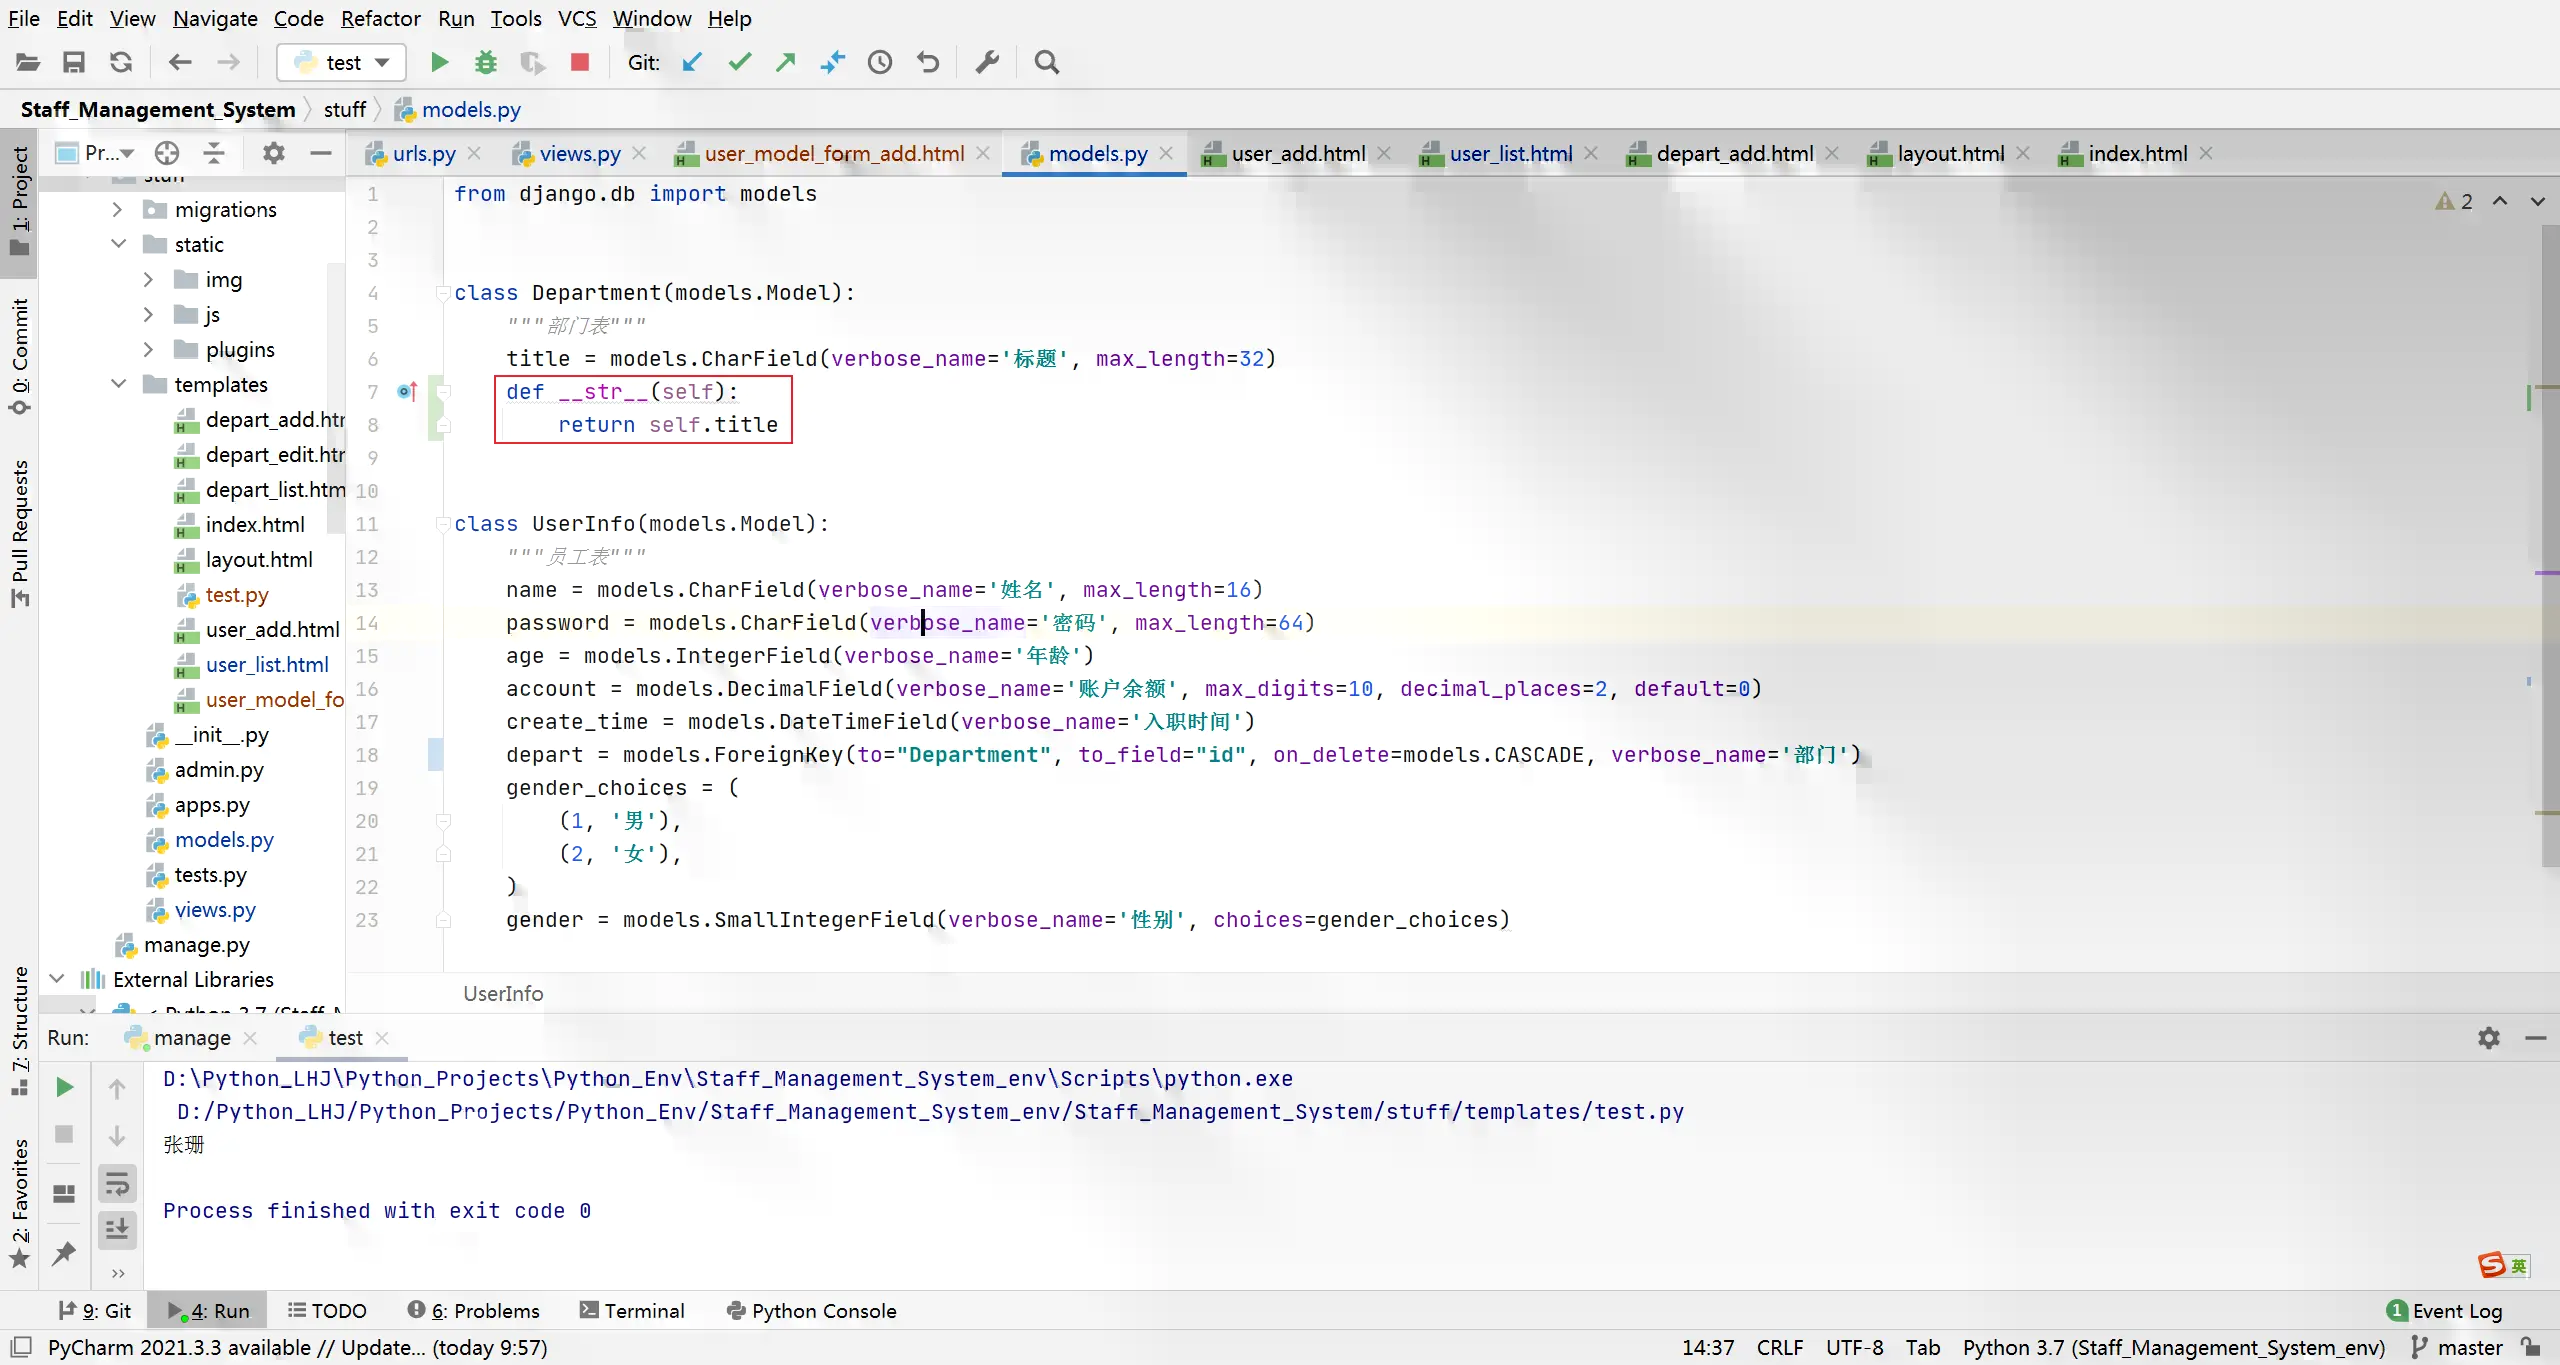 File Edit View Navigate Code Refactor Run Tools VCS Window Help
test Git:
Staff_Management_System stuff models.py
Pr... urls.py views.py user_model_form_add.html models.py user_add.html user_list.html depart_add.html layout.html index.html
1: Project
0: Commit
Pull Requests
7: Structure
2: Favorites
stuff
migrations
static
img
js
plugins
templates
depart_add.htm
depart_edit.htm
depart_list.htm
index.html
layout.html
test.py
user_add.html
user_list.html
user_model_fo
__init__.py
admin.py
apps.py
models.py
tests.py
views.py
manage.py
External Libraries
< Python 3.7 (Staff_M
2
1 from django.db import models
2
3
4 class Department(models.Model):
5 """部门表"""
6 title = models.CharField(verbose_name='标题', max_length=32)
7 def __str__(self):
8 return self.title
9
10
11 class UserInfo(models.Model):
12 """员工表"""
13 name = models.CharField(verbose_name='姓名', max_length=16)
14 password = models.CharField(verbose_name='密码', max_length=64)
15 age = models.IntegerField(verbose_name='年龄')
16 account = models.DecimalField(verbose_name='账户余额', max_digits=10, decimal_places=2, default=0)
17 create_time = models.DateTimeField(verbose_name='入职时间')
18 depart = models.ForeignKey(to="Department", to_field="id", on_delete=models.CASCADE, verbose_name='部门')
19 gender_choices = (
20 (1, '男'),
21 (2, '女'),
22 )
23 gender = models.SmallIntegerField(verbose_name='性别', choices=gender_choices)
UserInfo
Run: manage test
D:\Python_LHJ\Python_Projects\Python_Env\Staff_Management_System_env\Scripts\python.exe
D:/Python_LHJ/Python_Projects/Python_Env/Staff_Management_System_env/Staff_Management_System/stuff/templates/test.py
张珊
Process finished with exit code 0
英
9: Git 4: Run TODO 6: Problems Terminal Python Console 1 Event Log
PyCharm 2021.3.3 available // Update... (today 9:57) 14:37 CRLF UTF-8 Tab Python 3.7 (Staff_Management_System_env) master